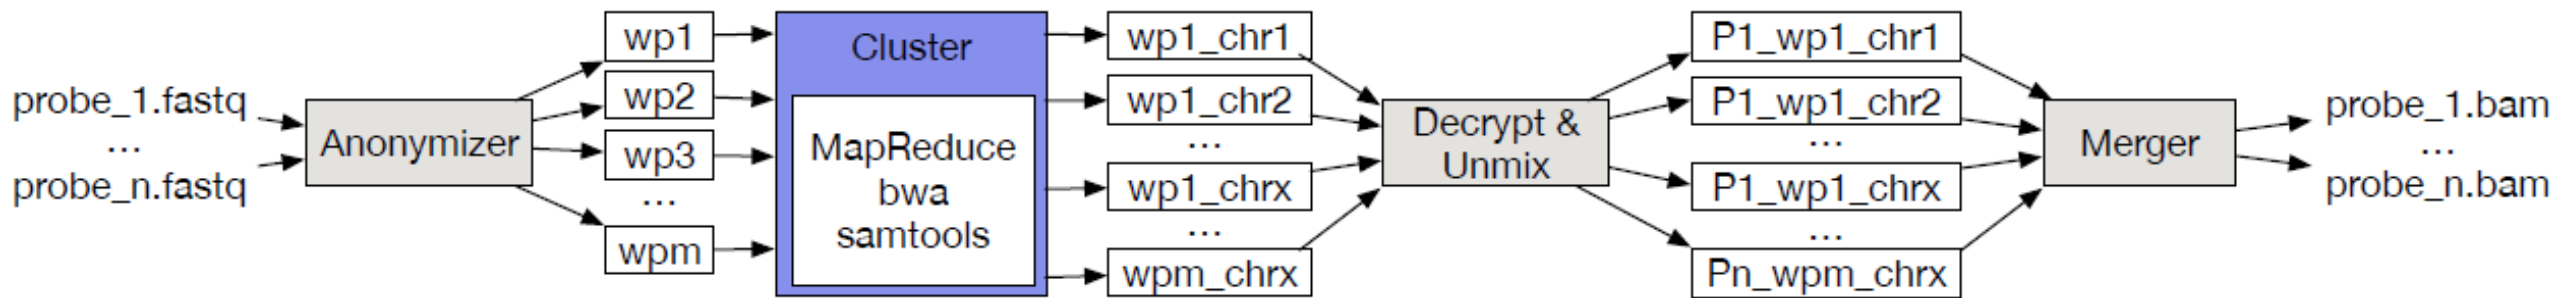 probe_1.fastq
...
probe_n.fastq
Anonymizer
wp1
wp2
wp3
...
wpm
Cluster
MapReduce
bwa
samtools
wp1_chr1
wp1_chr2
...
wp1_chrx
...
wpm_chrx
Decrypt &
Unmix
P1_wp1_chr1
P1_wp1_chr2
...
P1_wp1_chrx
...
Pn_wpm_chrx
Merger
probe_1.bam
...
probe_n.bam